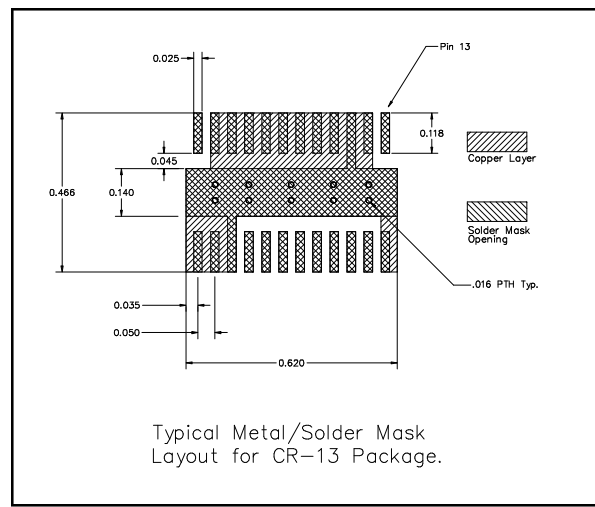 Pin 13
0.025
0.118
0.045
Copper Layer
0.466
0.140
Solder Mask
Opening
.016 PTH Typ.
0.035
0.050
0.620
Typical Metal/Solder Mask
Layout for CR-13 Package.